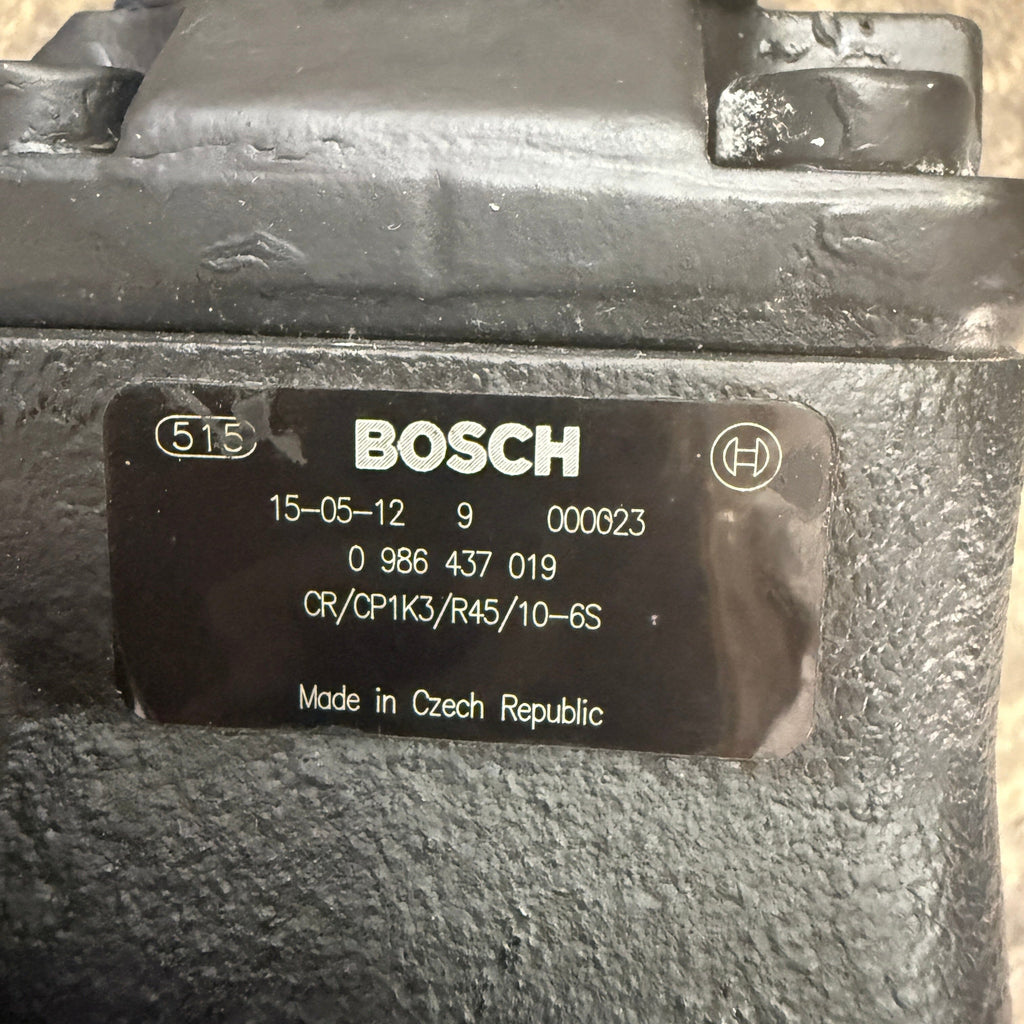 515 BOSCH
15-05-12 9 000023
0 986 437 019
CR/CP1K3/R45/10-6S
Made in Czech Republic